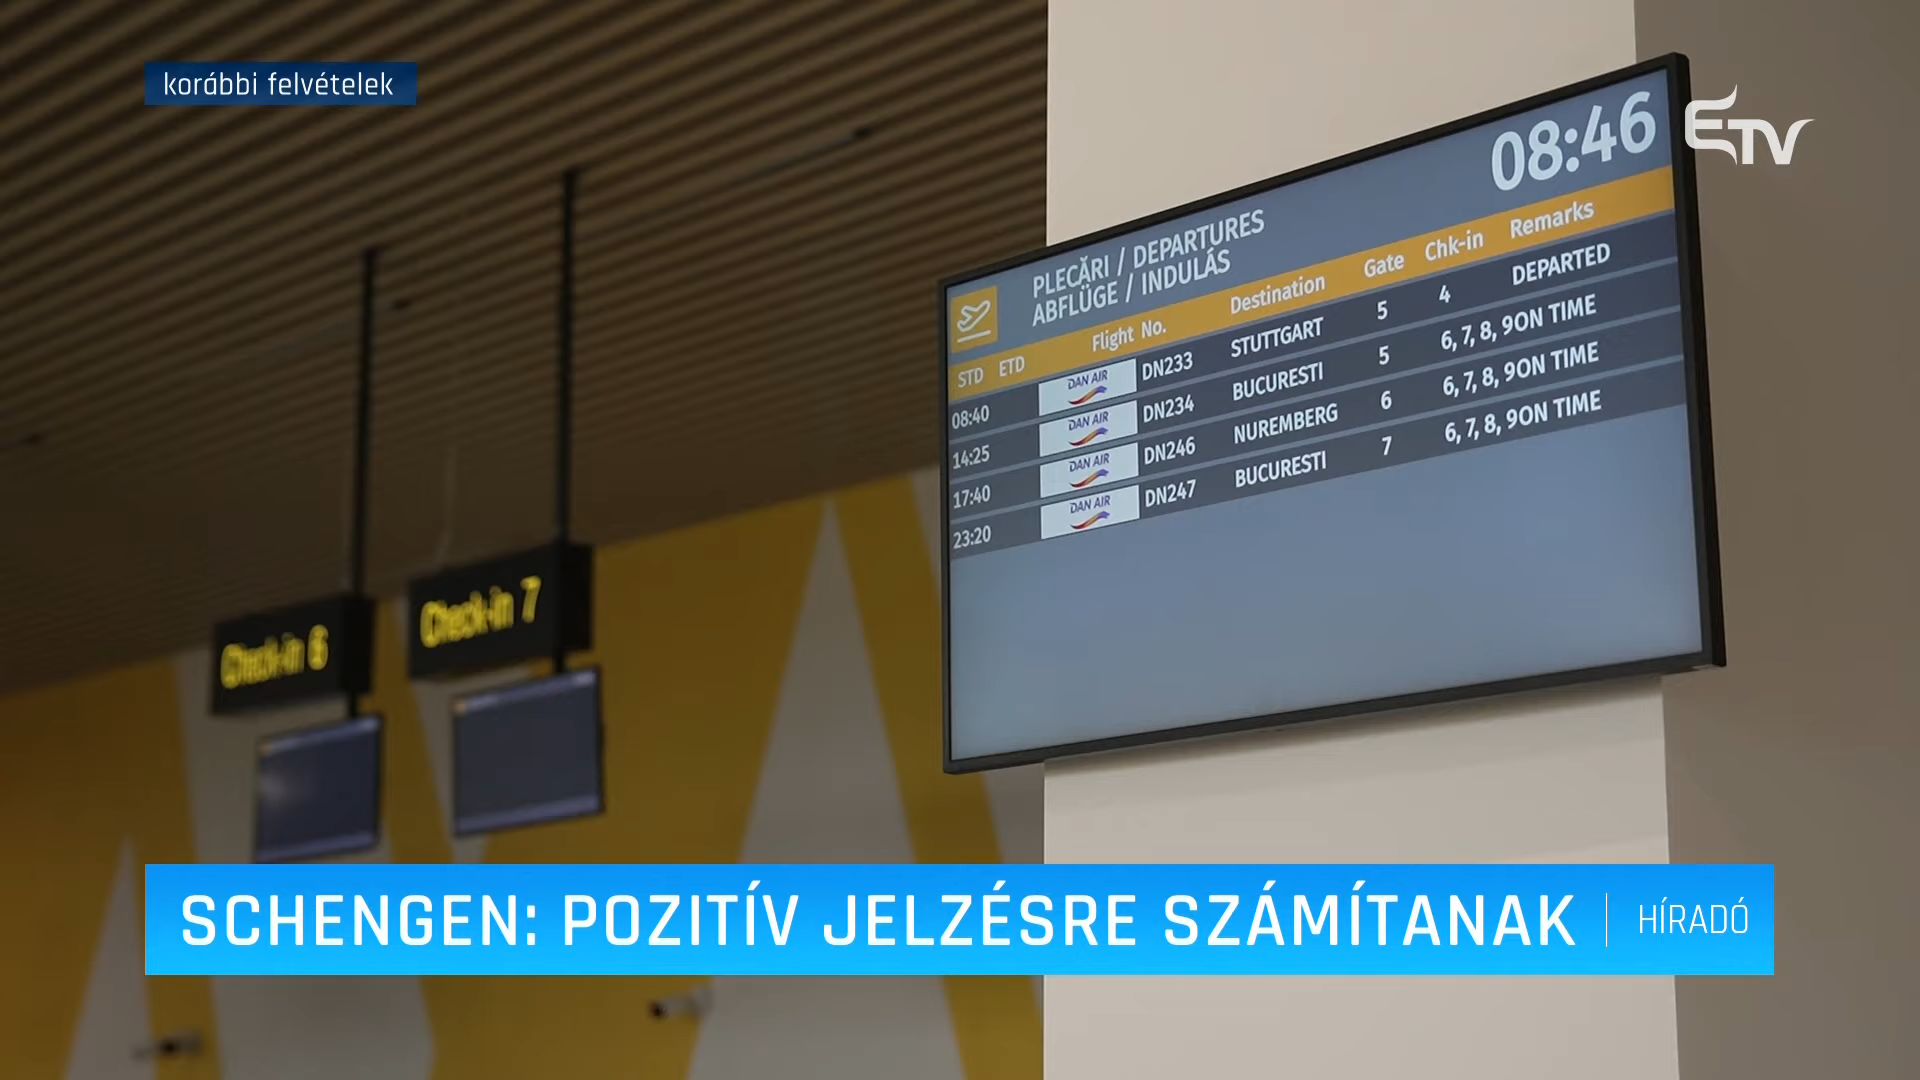 korábbi felvételek
ETV
08:46
PLECĂRI / DEPARTURES
ABFLÜGE / INDULÁS
STD ETD Flight No. Destination Gate Chk-in Remarks
08:40 DAN AIR DN233 STUTTGART 5 4 DEPARTED
14:25 DAN AIR DN234 BUCURESTI 5 6, 7, 8, 9 ON TIME
17:40 DAN AIR DN246 NUREMBERG 6 6, 7, 8, 9 ON TIME
23:20 DAN AIR DN247 BUCURESTI 7 6, 7, 8, 9 ON TIME
Check-in 6
Check-in 7
SCHENGEN: POZITÍV JELZÉSRE SZÁMÍTANAK
HÍRADÓ